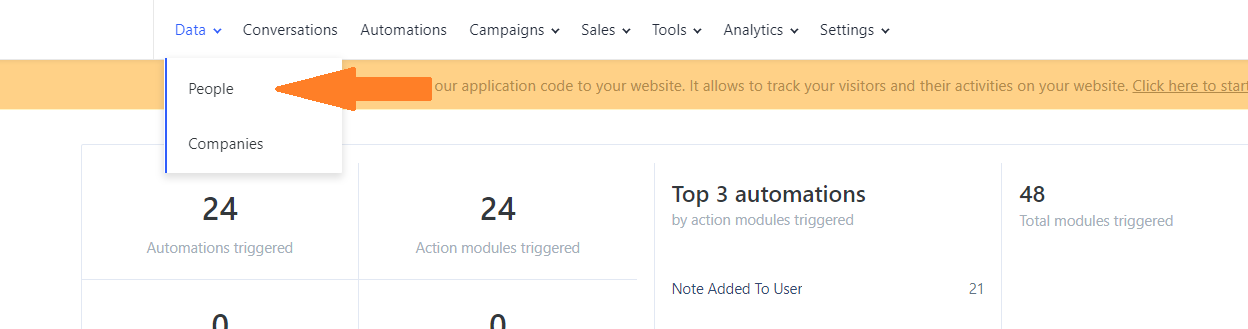 Data Conversations Automations Campaigns Sales Tools Analytics Settings
People
our application code to your website. It allows to track your visitors and their activities on your website. Click here to start
Companies
24
Automations triggered
24
Action modules triggered
Top 3 automations
by action modules triggered
48
Total modules triggered
Note Added To User 21
0
0